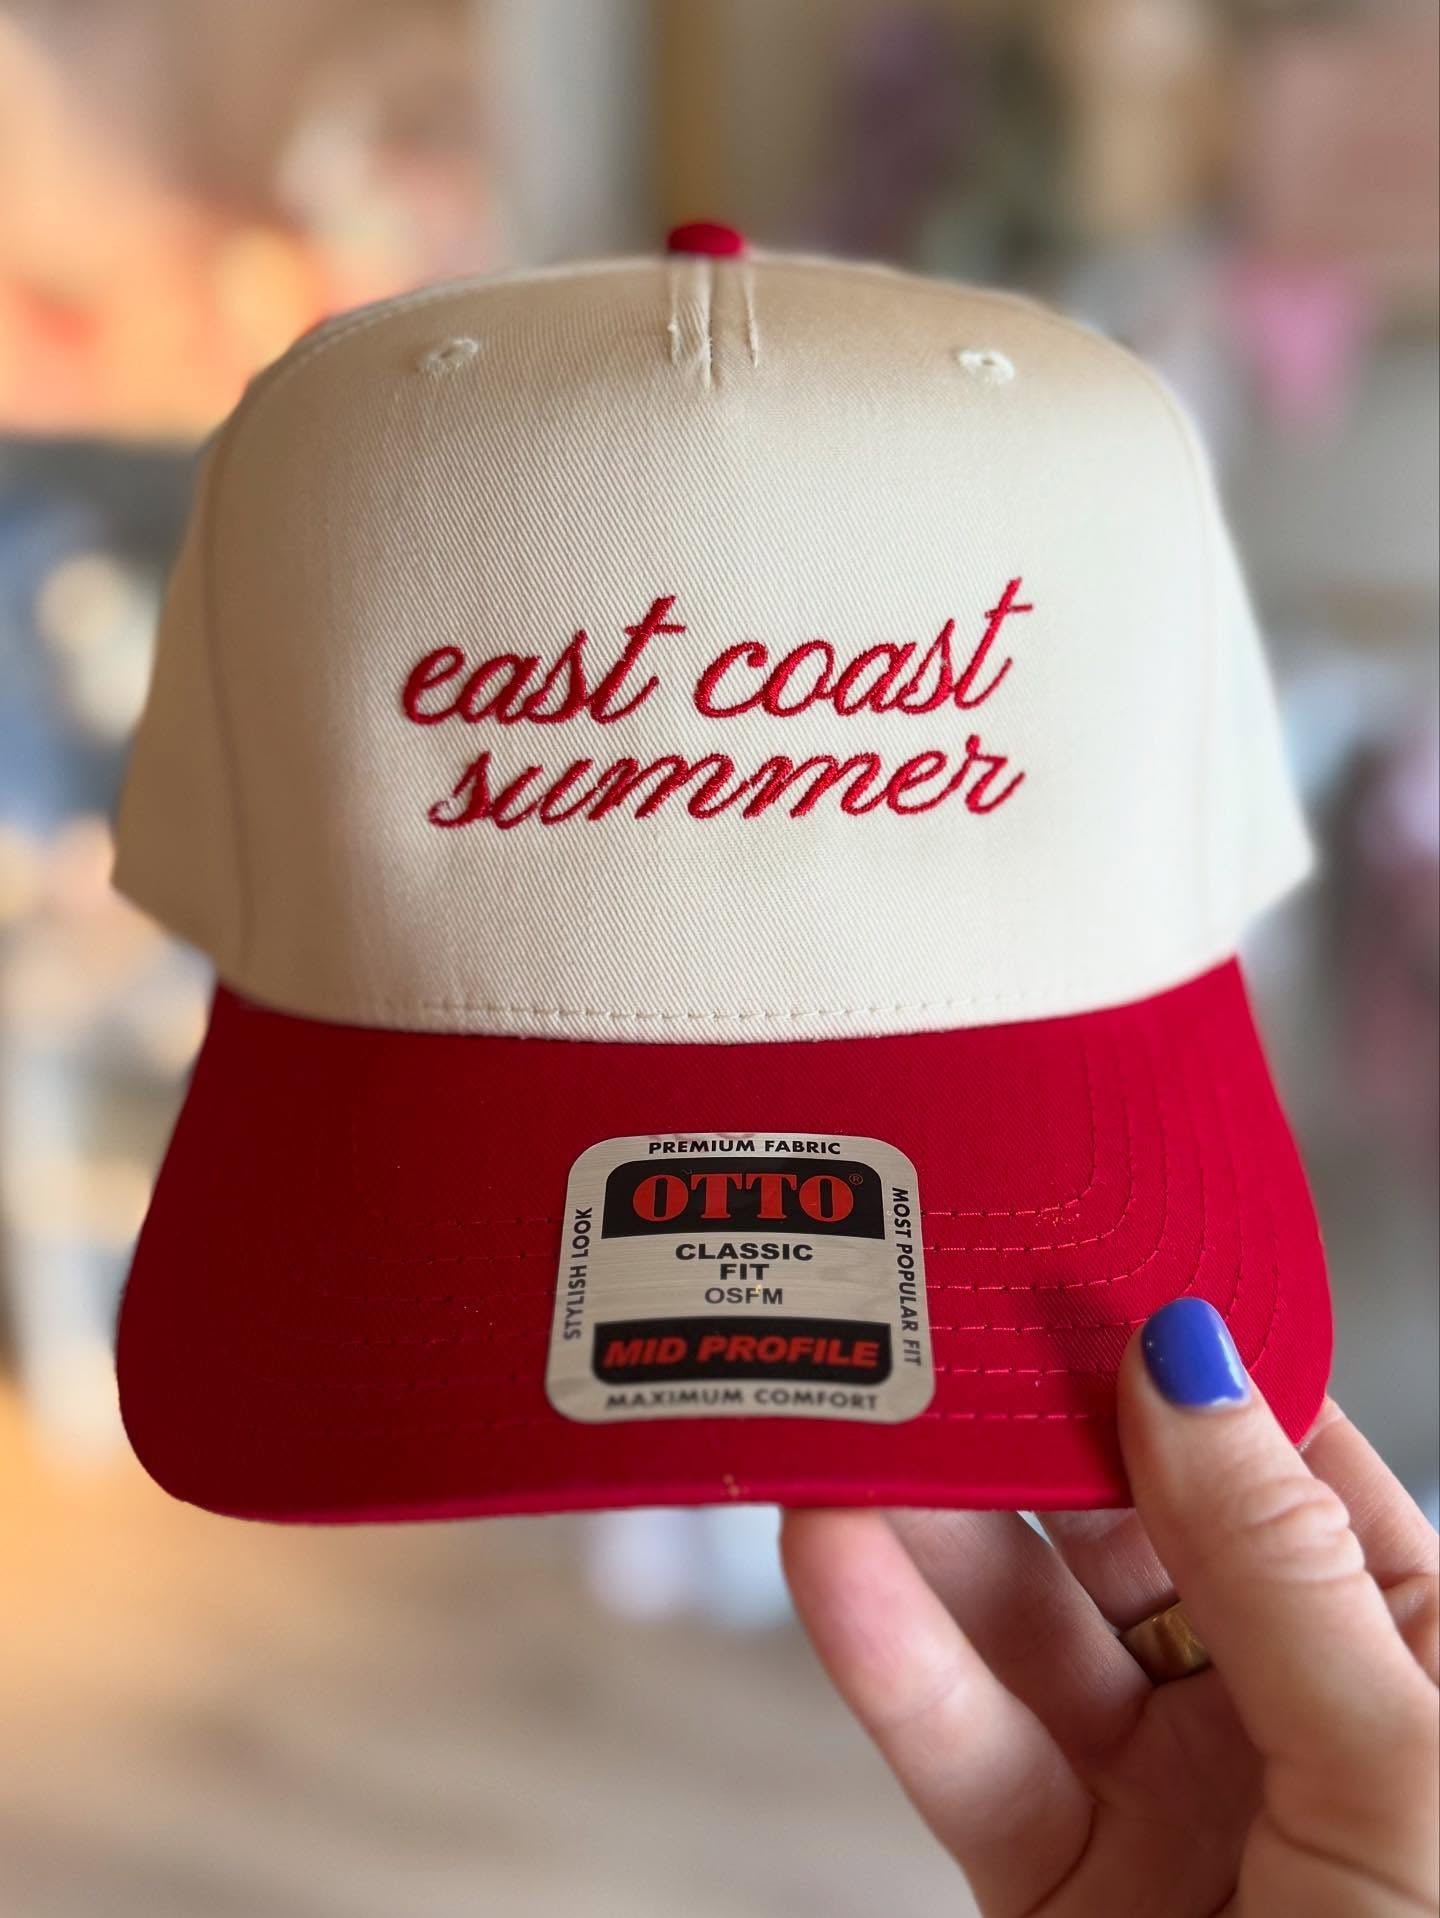 east coast
summer
PREMIUM FABRIC
OTTO®
STYLISH LOOK
MOST POPULAR FIT
CLASSIC
FIT
OSFM
MID PROFILE
MAXIMUM COMFORT